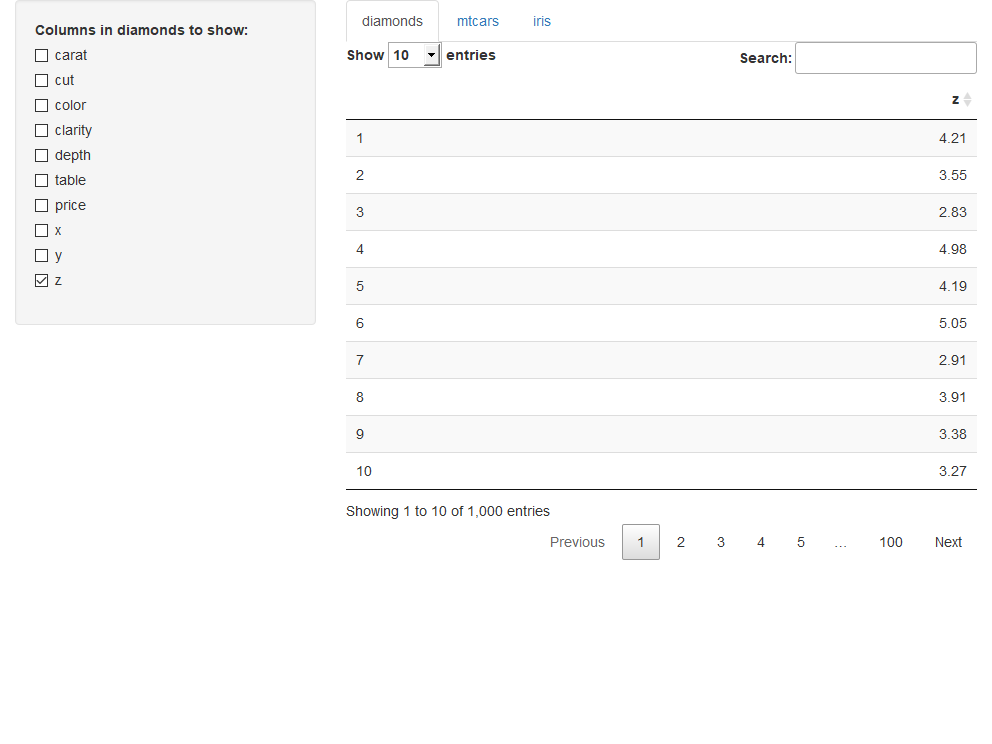 Columns in diamonds to show:
carat
cut
color
clarity
depth
table
price
x
y
z
diamonds mtcars iris
Show 10 entries Search:
z
1 4.21
2 3.55
3 2.83
4 4.98
5 4.19
6 5.05
7 2.91
8 3.91
9 3.38
10 3.27
Showing 1 to 10 of 1,000 entries
Previous 1 2 3 4 5 … 100 Next